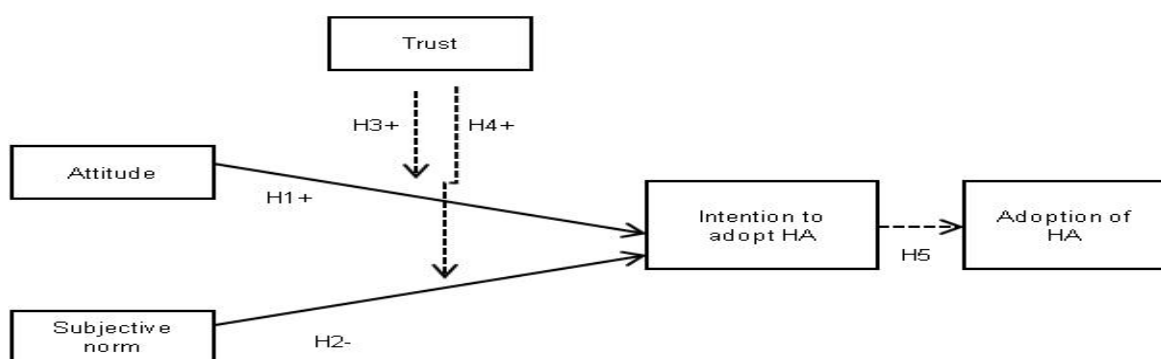 Trust
H3+
H4+
Attitude
H1+
Intention to
adopt HA
Adoption of
HA
H5
Subjective
norm
H2-